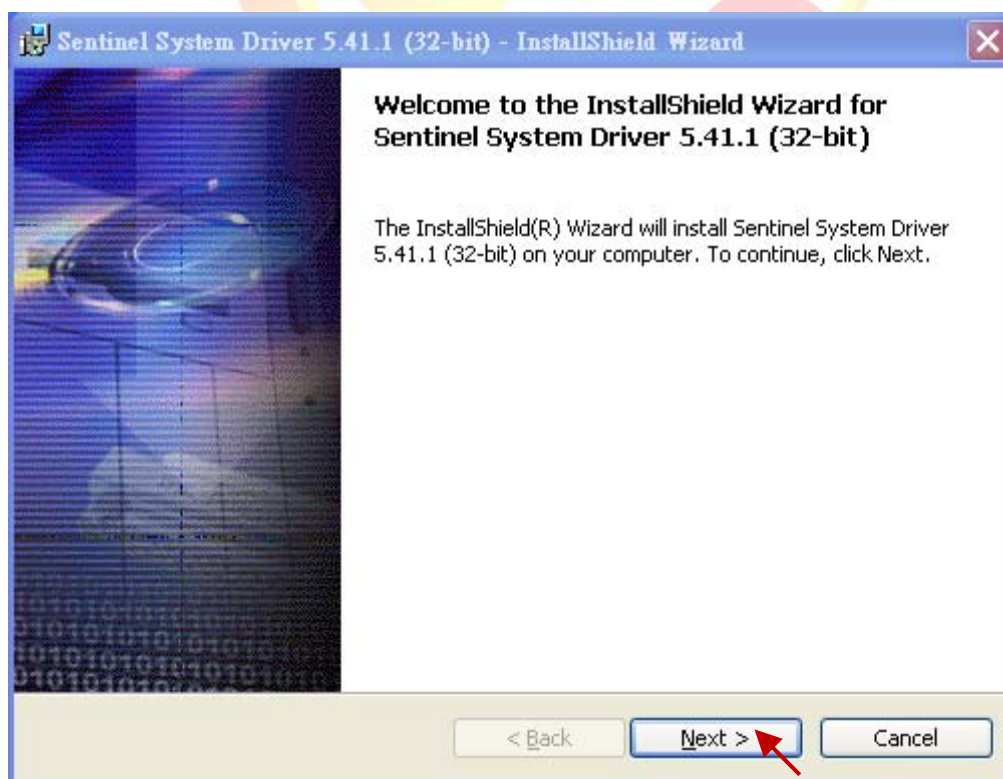 Sentinel System Driver 5.41.1 (32-bit) - InstallShield Wizard
Welcome to the InstallShield Wizard for
Sentinel System Driver 5.41.1 (32-bit)
The InstallShield(R) Wizard will install Sentinel System Driver
5.41.1 (32-bit) on your computer. To continue, click Next.
< Back Next > Cancel